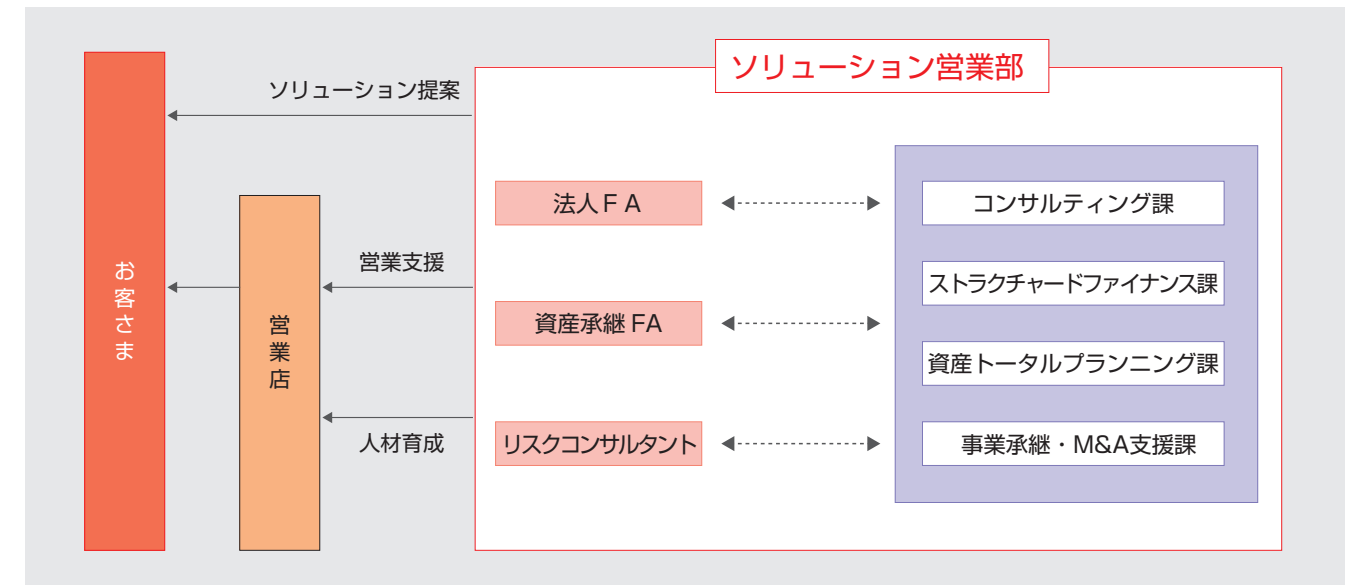 ソリューション営業部
ソリューション提案
法人ＦＡ
コンサルティング課
お客さま
営業支援
ストラクチャードファイナンス課
営業店
資産承継 FA
資産トータルプランニング課
人材育成
リスクコンサルタント
事業承継・M&A支援課